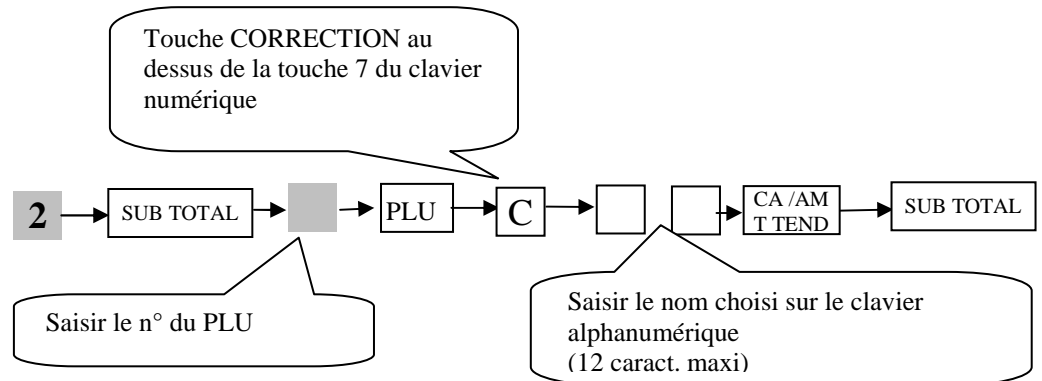 Touche CORRECTION au
dessus de la touche 7 du clavier
numérique
2
SUB TOTAL
PLU
C
CA /AM
T TEND
SUB TOTAL
Saisir le n° du PLU
Saisir le nom choisi sur le clavier
alphanumérique
(12 caract. maxi)